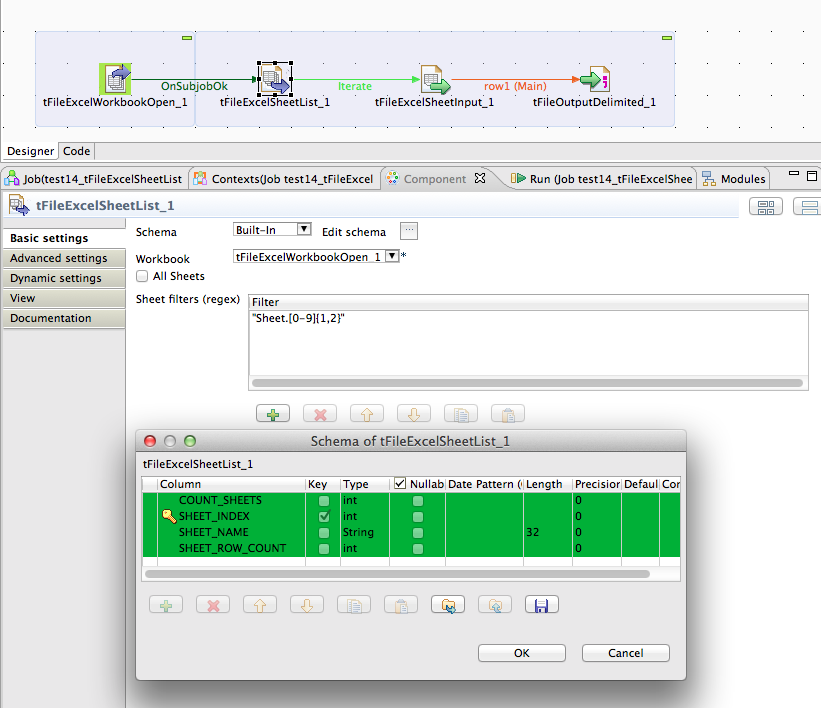 OnSubjobOk
Iterate
row1 (Main)
tFileExcelWorkbookOpen_1
tFileExcelSheetList_1
tFileExcelSheetInput_1
tFileOutputDelimited_1
Designer
Code
Job(test14_tFileExcelSheetList
Contexts(Job test14_tFileExcel
Component
Run (Job test14_tFileExcelShee
Modules
tFileExcelSheetList_1
Basic settings
Advanced settings
Dynamic settings
View
Documentation
Schema
Built-In
Edit schema
...
Workbook
tFileExcelWorkbookOpen_1
*
All Sheets
Sheet filters (regex)
Filter
"Sheet.[0-9]{1,2}"
Schema of tFileExcelSheetList_1
tFileExcelSheetList_1
Column Key Type Nullab Date Pattern ( Length Precision Defaul Cor
COUNT_SHEETS int 0
SHEET_INDEX int 0
SHEET_NAME String 32 0
SHEET_ROW_COUNT int 0
OK
Cancel